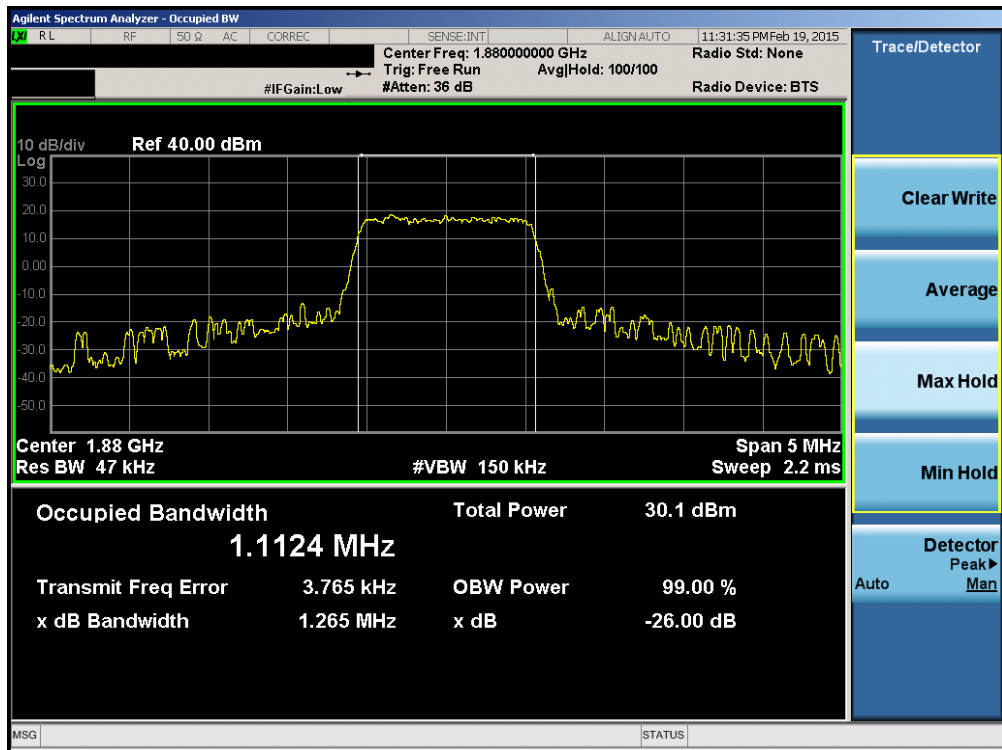 Agilent Spectrum Analyzer - Occupied BW
LXI RL RF 50 Ω AC CORREC SENSE:INT ALIGN AUTO 11:31:35 PM Feb 19, 2015
Center Freq: 1.880000000 GHz Radio Std: None
Trig: Free Run Avg|Hold: 100/100
#IFGain:Low #Atten: 36 dB Radio Device: BTS
10 dB/div Ref 40.00 dBm
Log
30.0
20.0
10.0
0.00
-10.0
-20.0
-30.0
-40.0
-50.0
Center 1.88 GHz Span 5 MHz
Res BW 47 kHz #VBW 150 kHz Sweep 2.2 ms
Occupied Bandwidth Total Power 30.1 dBm
1.1124 MHz
Transmit Freq Error 3.765 kHz OBW Power 99.00 %
x dB Bandwidth 1.265 MHz x dB -26.00 dB
MSG STATUS
Trace/Detector
Clear Write
Average
Max Hold
Min Hold
Detector
Peak▶
Auto Man